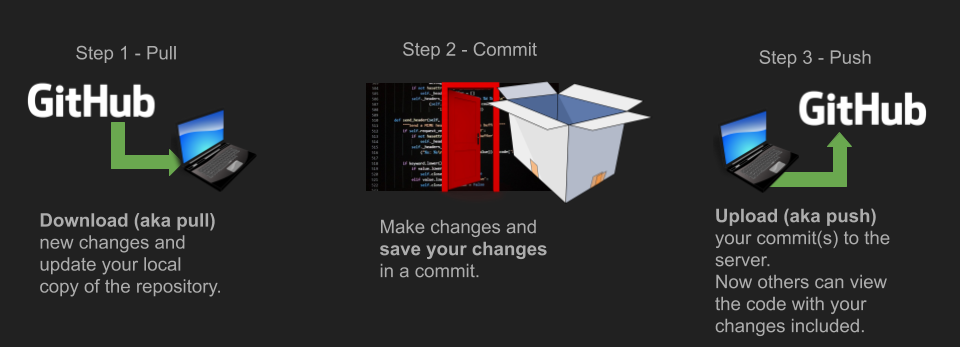 Step 1 - Pull
GitHub
Download (aka pull)
new changes and
update your local
copy of the repository.
Step 2 - Commit
Make changes and
save your changes
in a commit.
Step 3 - Push
GitHub
Upload (aka push)
your commit(s) to the
server.
Now others can view
the code with your
changes included.